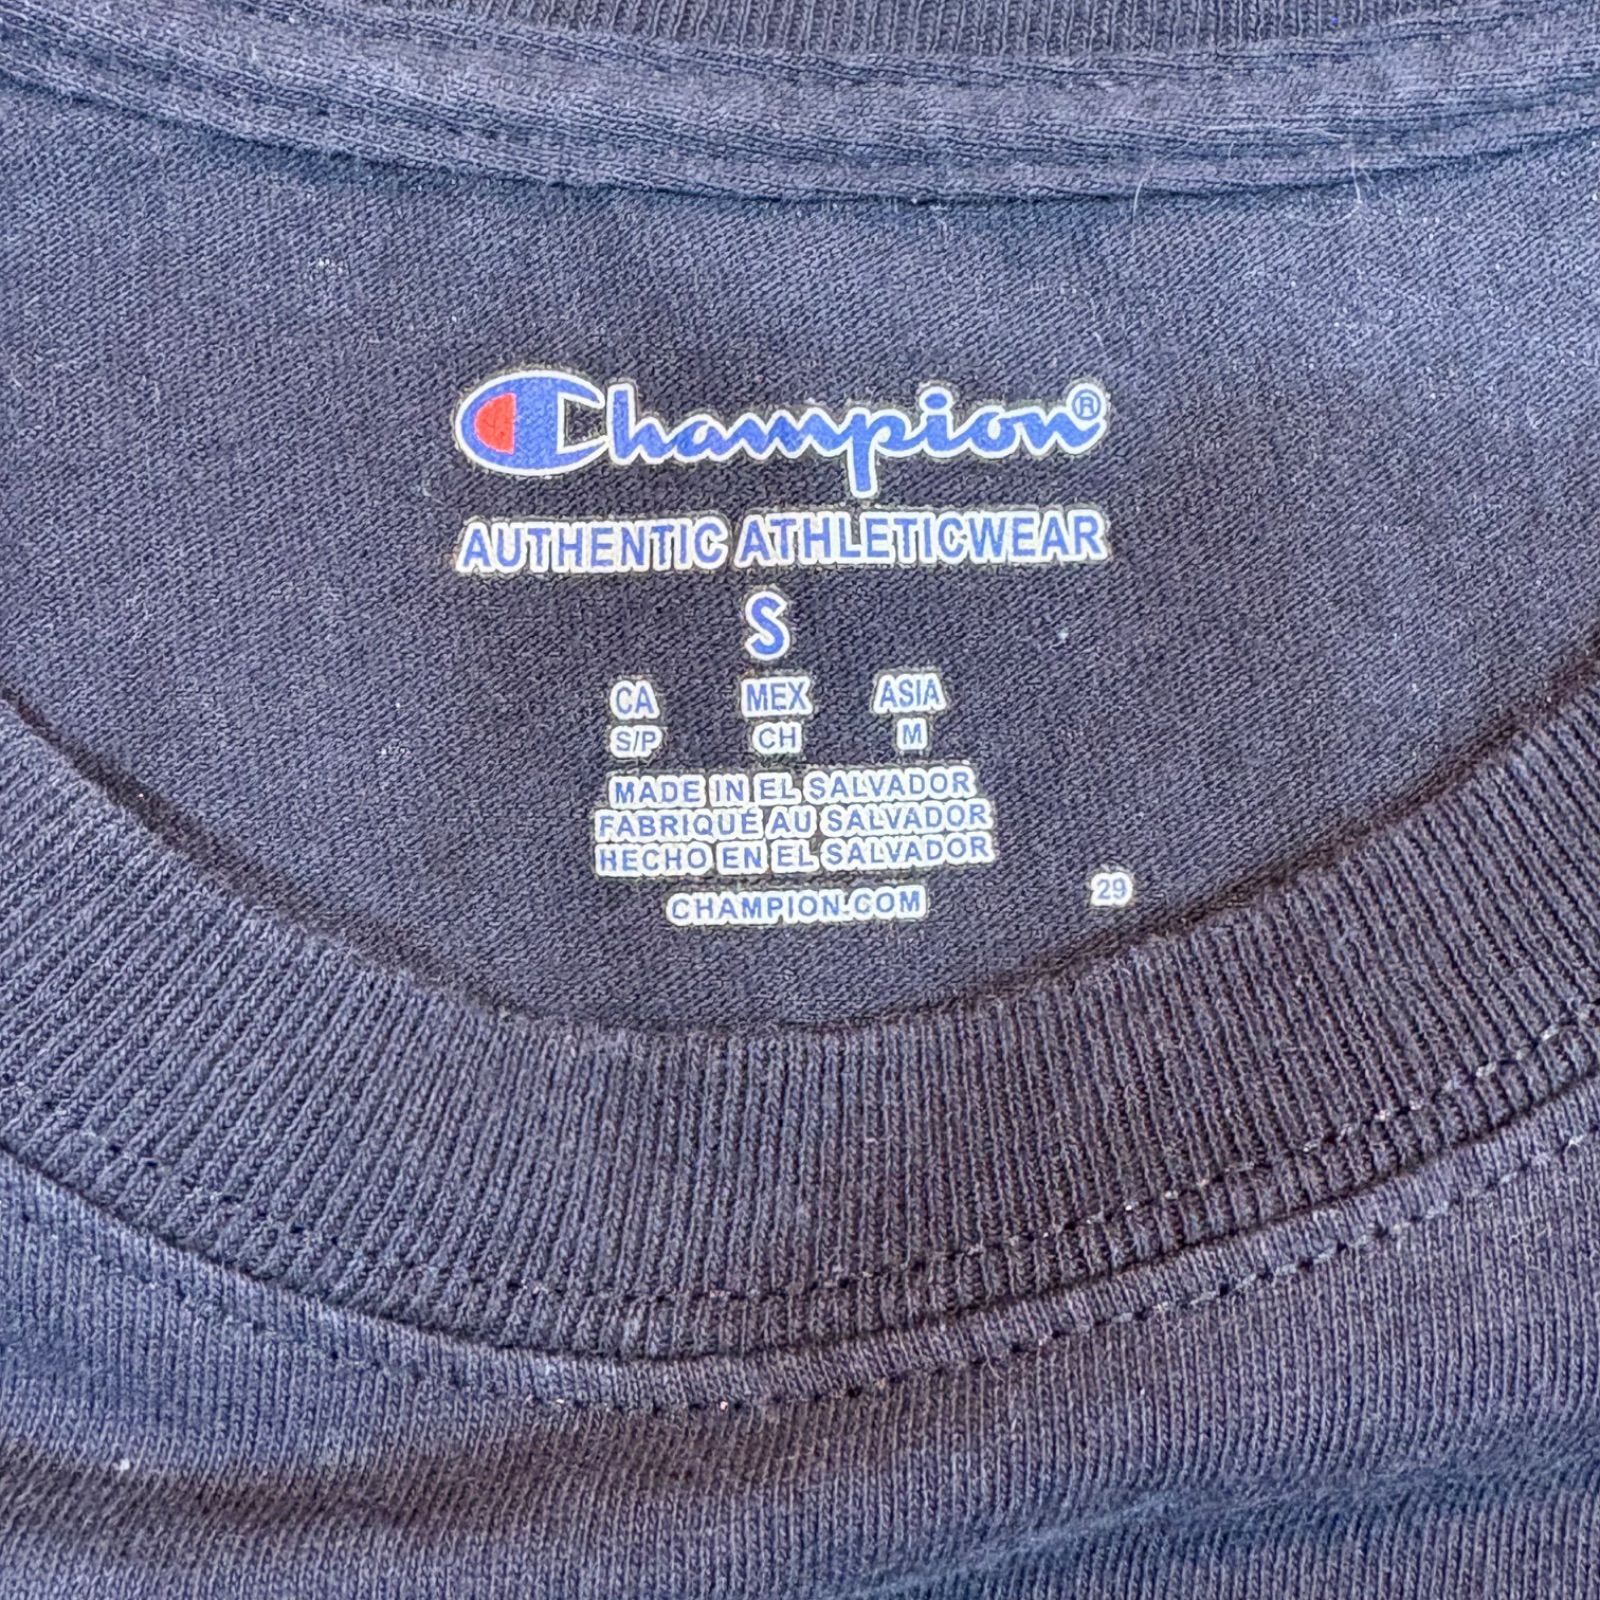 Champion®
AUTHENTIC ATHLETICWEAR
S
CA MEX ASIA
S/P CH M
MADE IN EL SALVADOR
FABRIQUÉ AU SALVADOR
HECHO EN EL SALVADOR
CHAMPION.COM
29